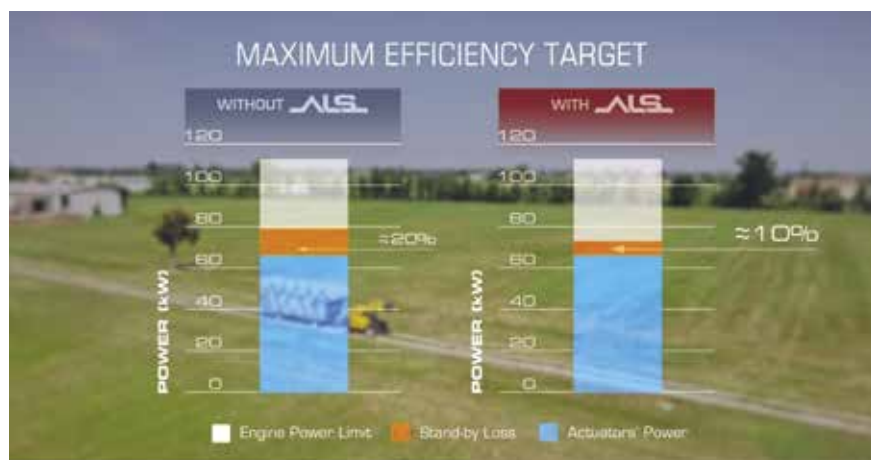 MAXIMUM EFFICIENCY TARGET
WITHOUT ALS
120
100
80
60
40
20
0
POWER (kW)
≈20%
WITH ALS
120
100
80
60
40
20
0
POWER (kW)
≈10%
Engine Power Limit
Stand-by Loss
Actuators' Power